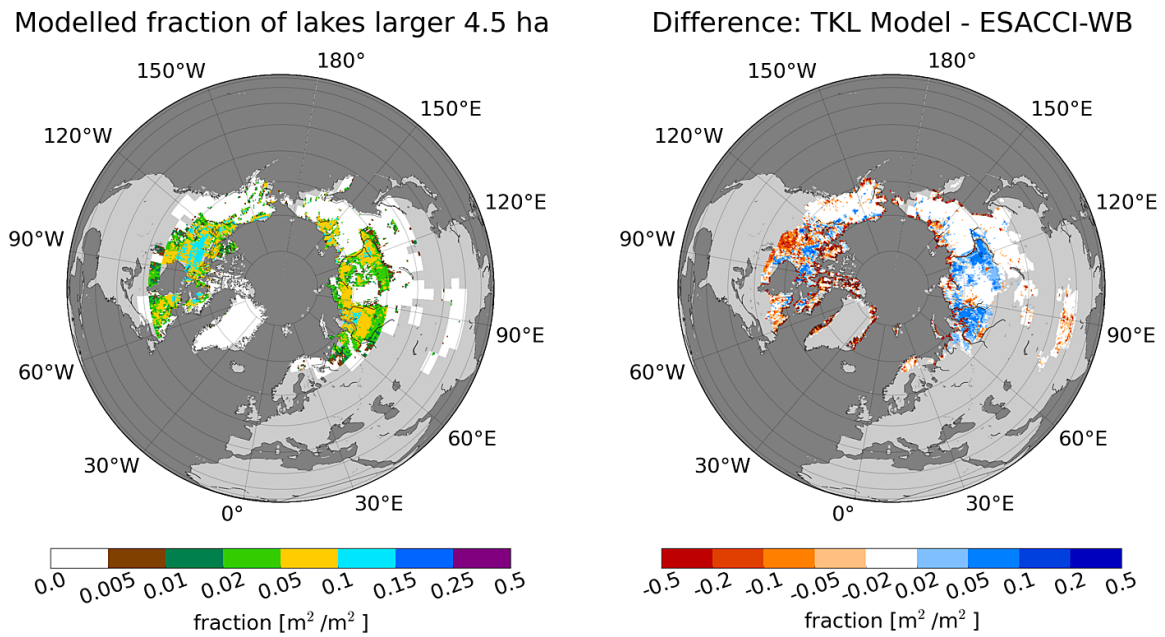 Modelled fraction of lakes larger 4.5 ha
180°
150°W
150°E
120°W
120°E
90°W
90°E
60°W
60°E
30°W
30°E
0°
0.0 0.005 0.01 0.02 0.05 0.1 0.15 0.25 0.5
fraction [m² /m² ]
Difference: TKL Model - ESACCI-WB
180°
150°W
150°E
120°W
120°E
90°W
90°E
60°W
60°E
30°W
30°E
0°
-0.5 -0.2 -0.1 -0.05 -0.02 0.02 0.05 0.1 0.2 0.5
fraction [m² /m² ]